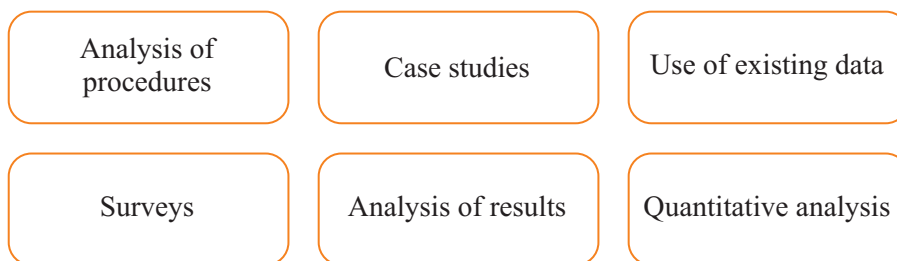 Analysis of
procedures
Case studies
Use of existing data
Surveys
Analysis of results
Quantitative analysis